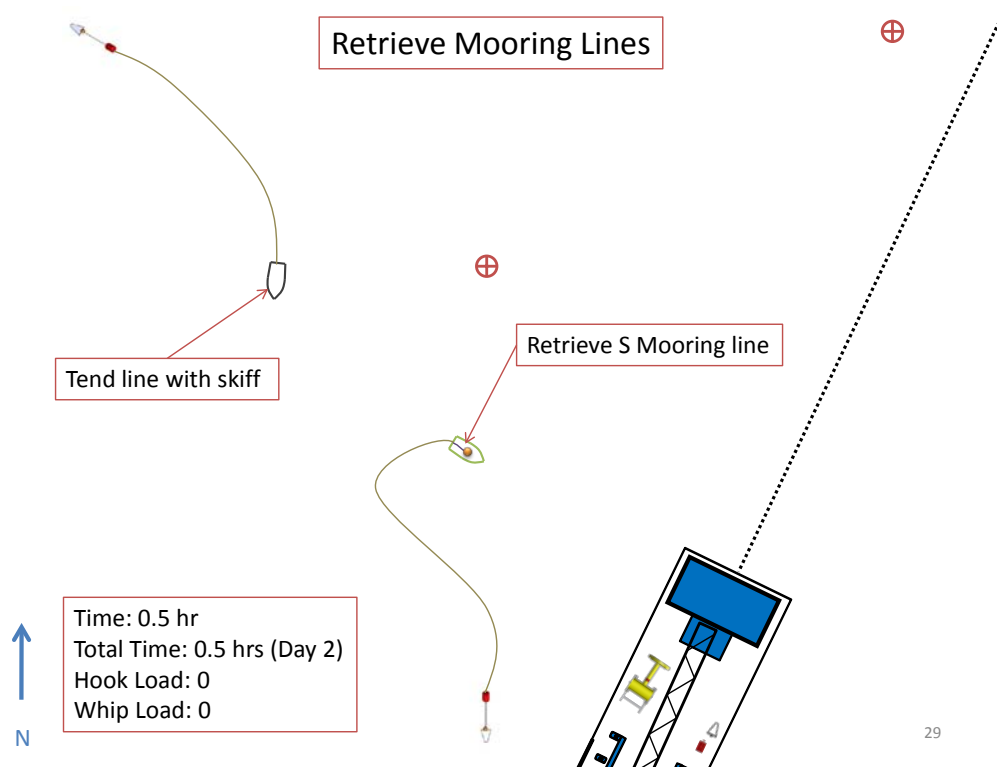 Retrieve Mooring Lines
Retrieve S Mooring line
Tend line with skiff
Time: 0.5 hr
Total Time: 0.5 hrs (Day 2)
Hook Load: 0
Whip Load: 0
N
29